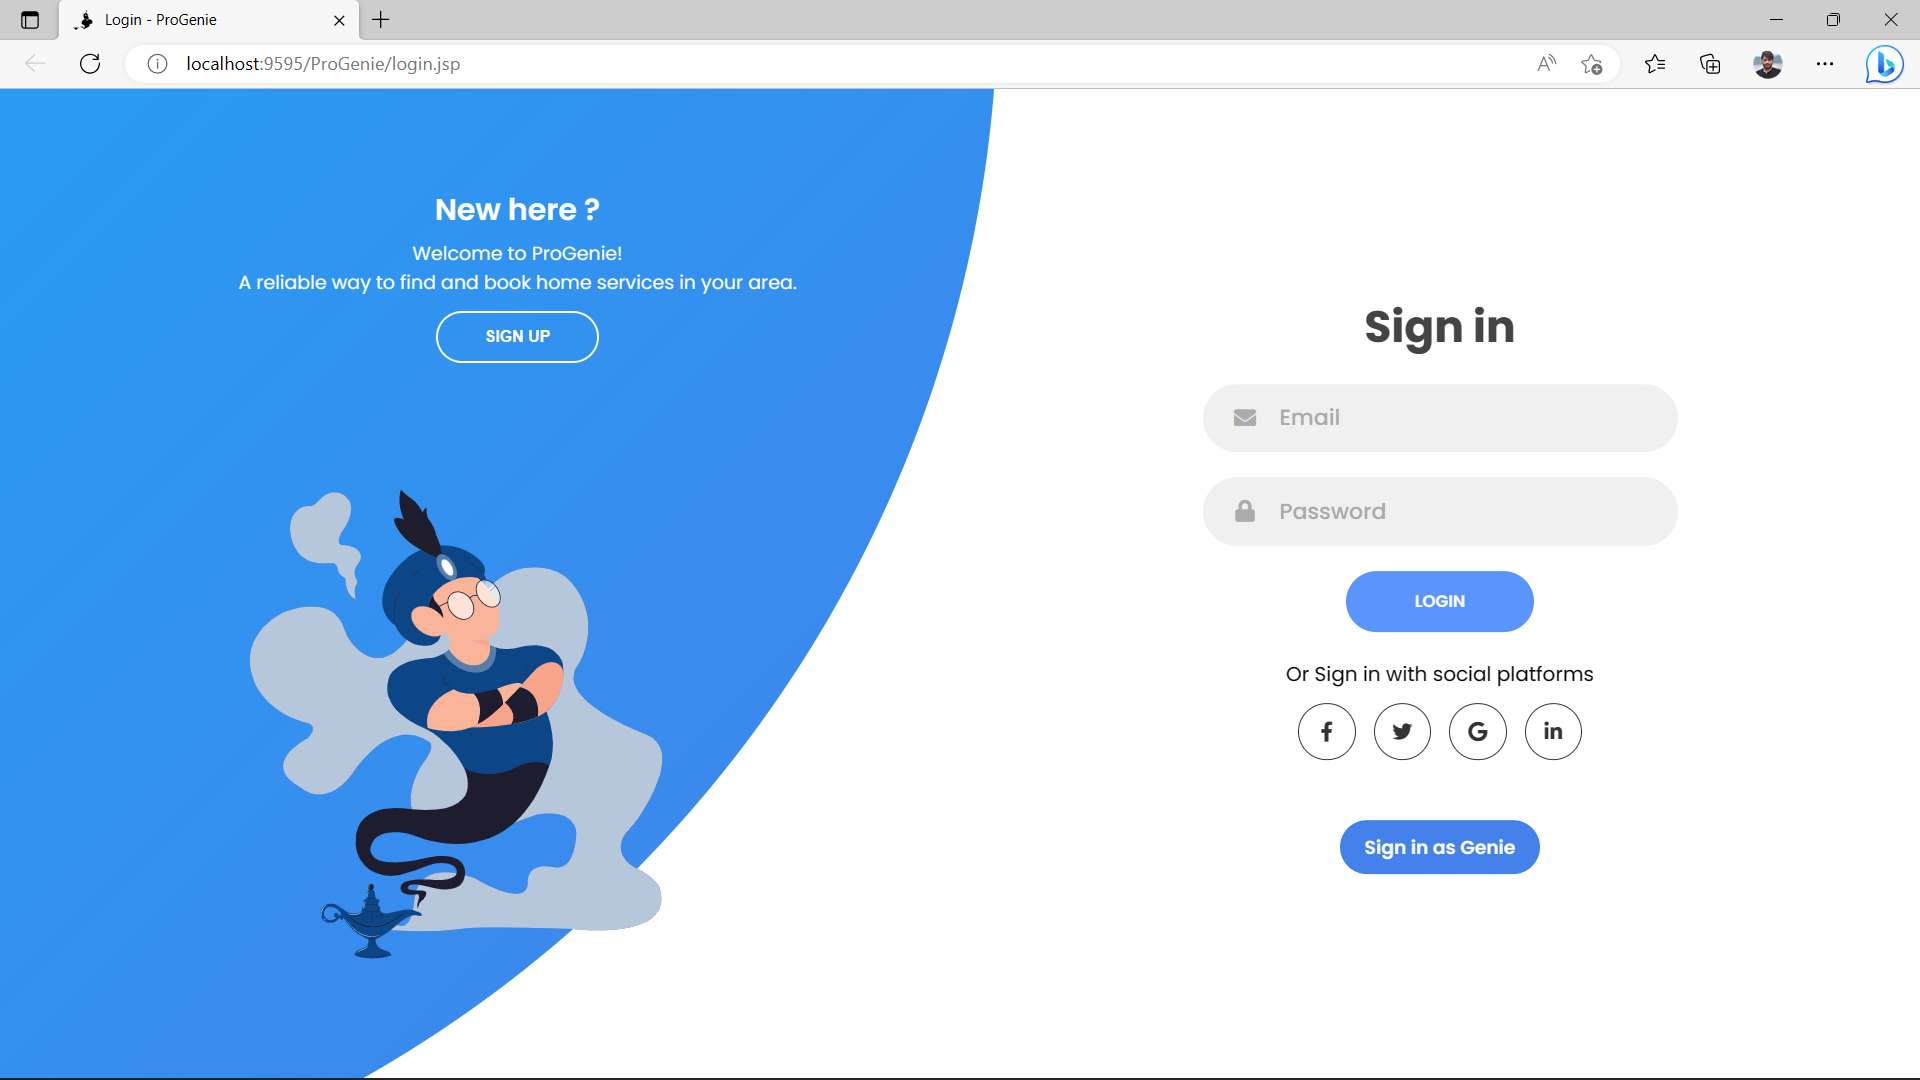 Login - ProGenie
localhost:9595/ProGenie/login.jsp
New here ?
Welcome to ProGenie!
A reliable way to find and book home services in your area.
SIGN UP
Sign in
Email
Password
LOGIN
Or Sign in with social platforms
Sign in as Genie